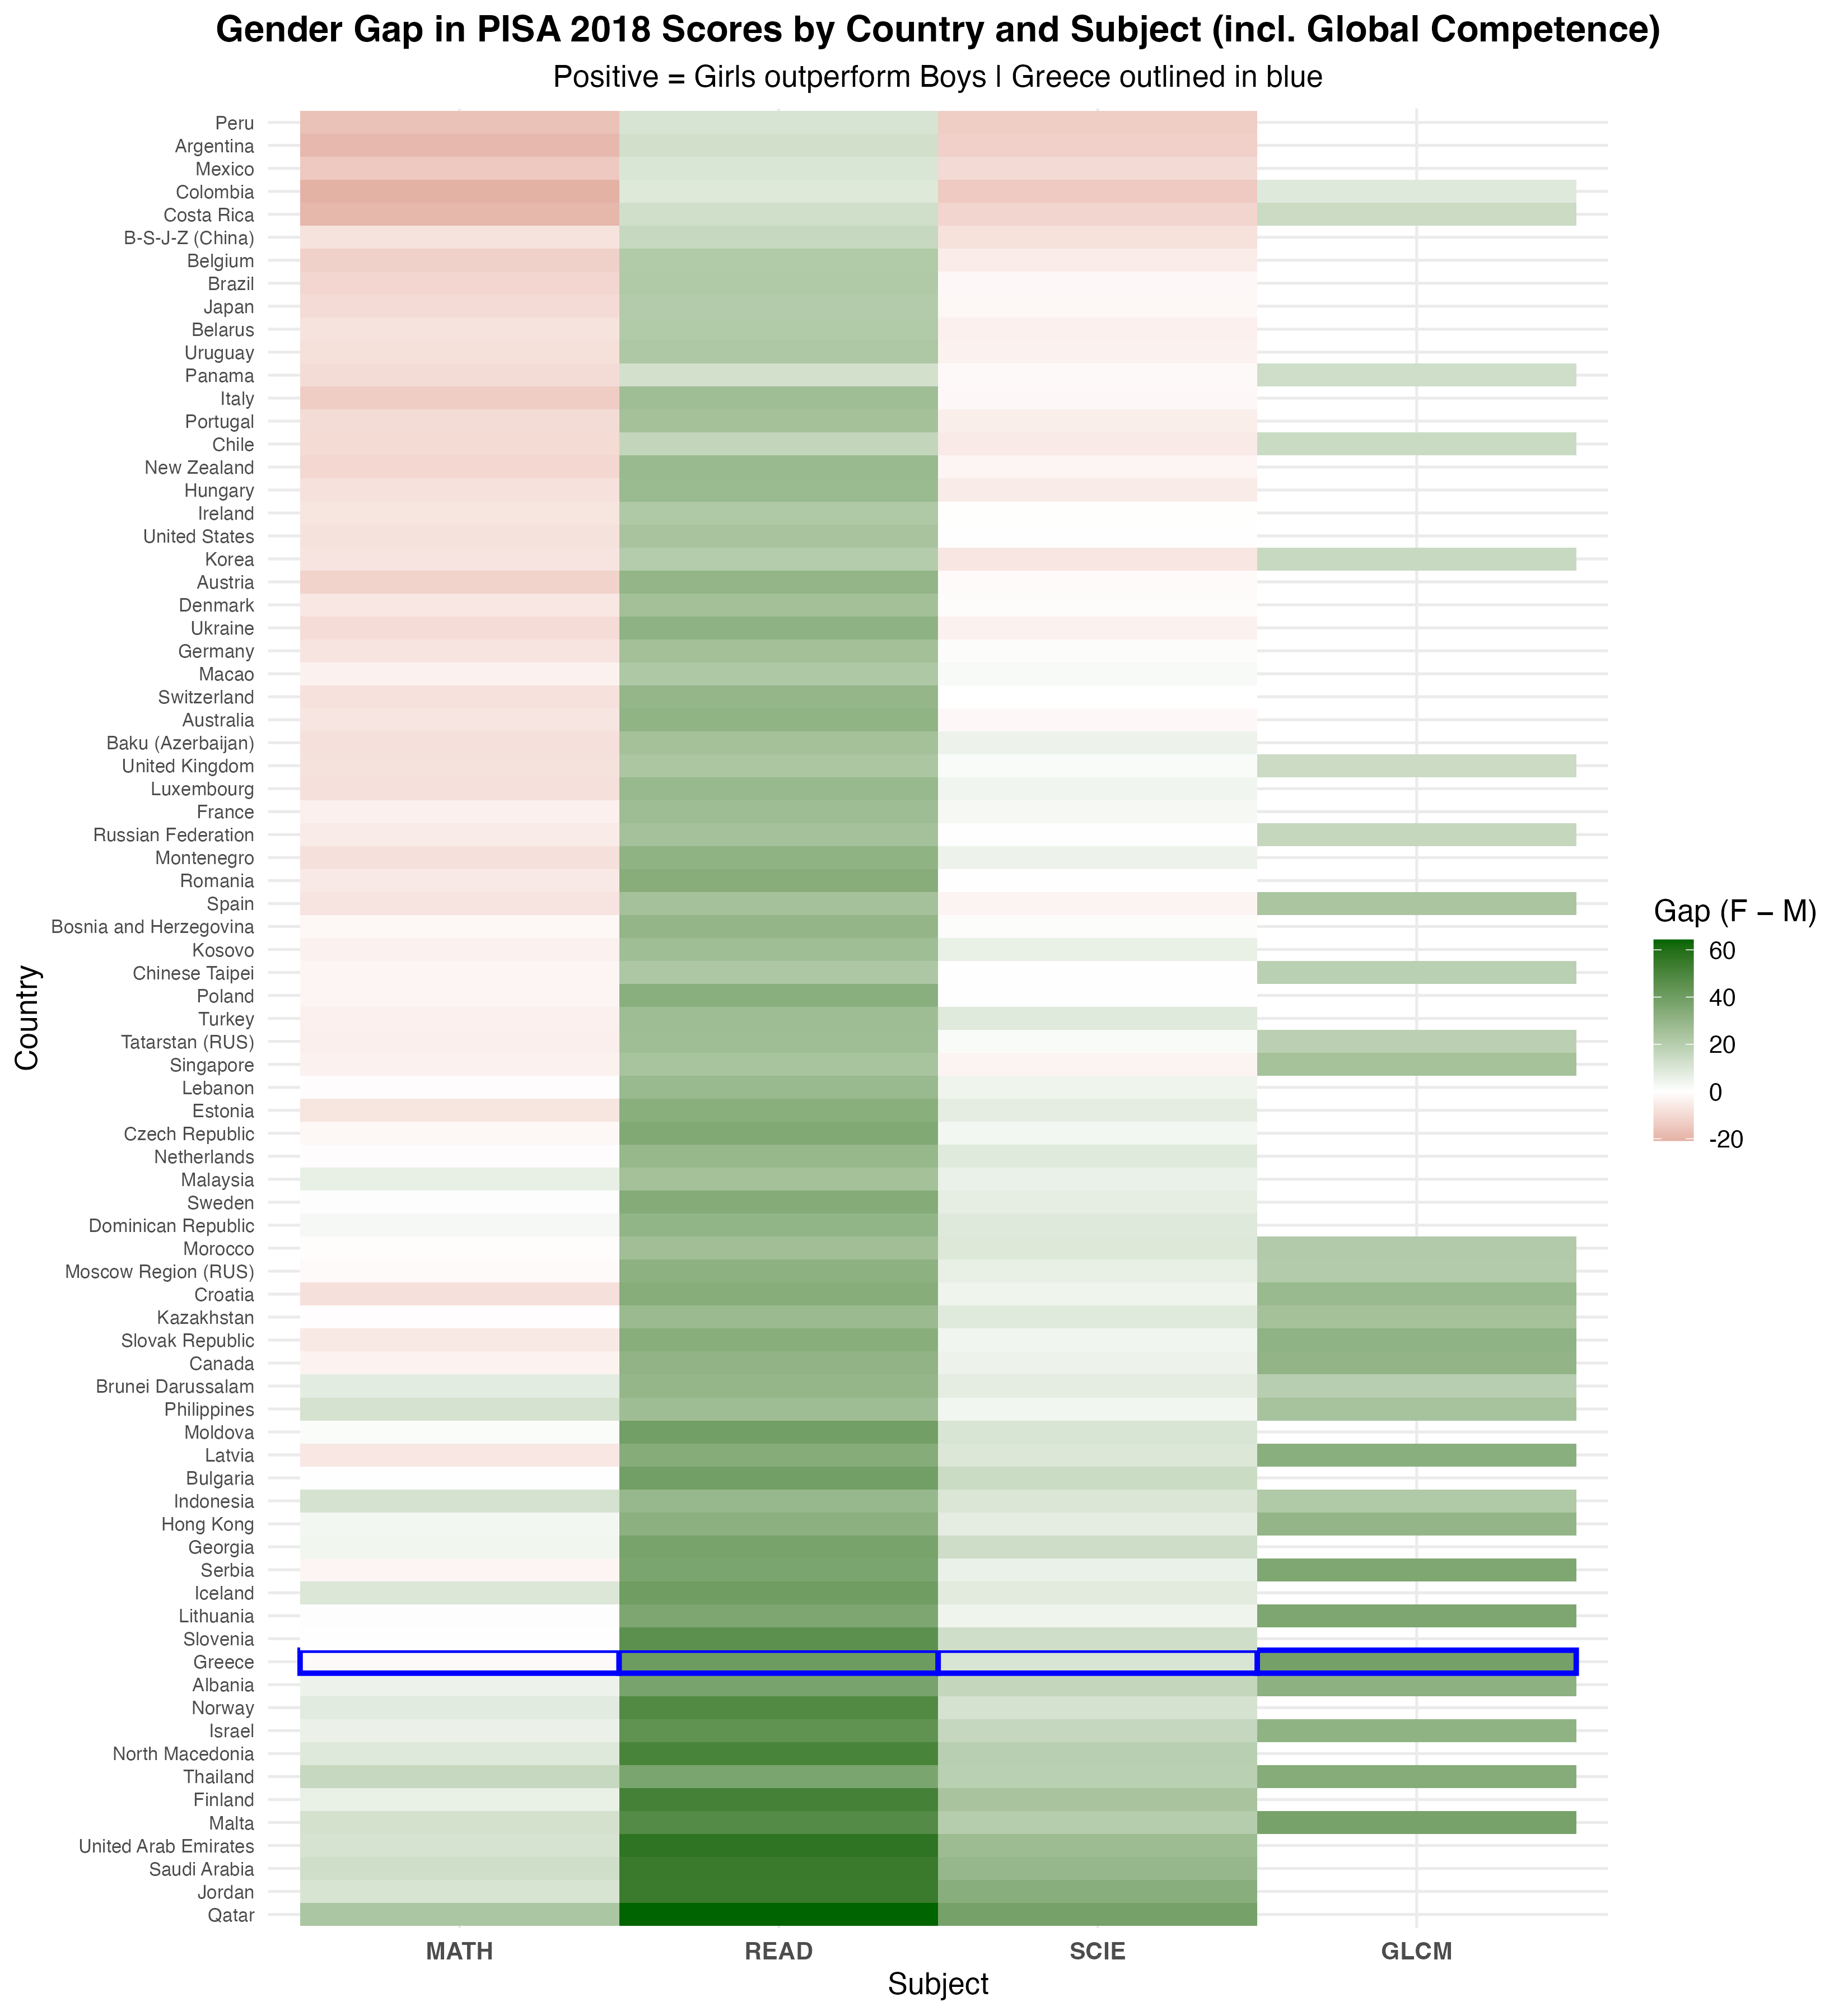 Gender Gap in PISA 2018 Scores by Country and Subject (incl. Global Competence)
Positive = Girls outperform Boys | Greece outlined in blue
Peru
Argentina
Mexico
Colombia
Costa Rica
B-S-J-Z (China)
Belgium
Brazil
Japan
Belarus
Uruguay
Panama
Italy
Portugal
Chile
New Zealand
Hungary
Ireland
United States
Korea
Austria
Denmark
Ukraine
Germany
Macao
Switzerland
Australia
Baku (Azerbaijan)
United Kingdom
Luxembourg
France
Russian Federation
Montenegro
Romania
Spain
Bosnia and Herzegovina
Kosovo
Chinese Taipei
Poland
Turkey
Tatarstan (RUS)
Singapore
Lebanon
Estonia
Czech Republic
Netherlands
Malaysia
Sweden
Dominican Republic
Morocco
Moscow Region (RUS)
Croatia
Kazakhstan
Slovak Republic
Canada
Brunei Darussalam
Philippines
Moldova
Latvia
Bulgaria
Indonesia
Hong Kong
Georgia
Serbia
Iceland
Lithuania
Slovenia
Greece
Albania
Norway
Israel
North Macedonia
Thailand
Finland
Malta
United Arab Emirates
Saudi Arabia
Jordan
Qatar
Country
MATH READ SCIE GLCM
Subject
Gap (F − M)
60
40
20
0
-20